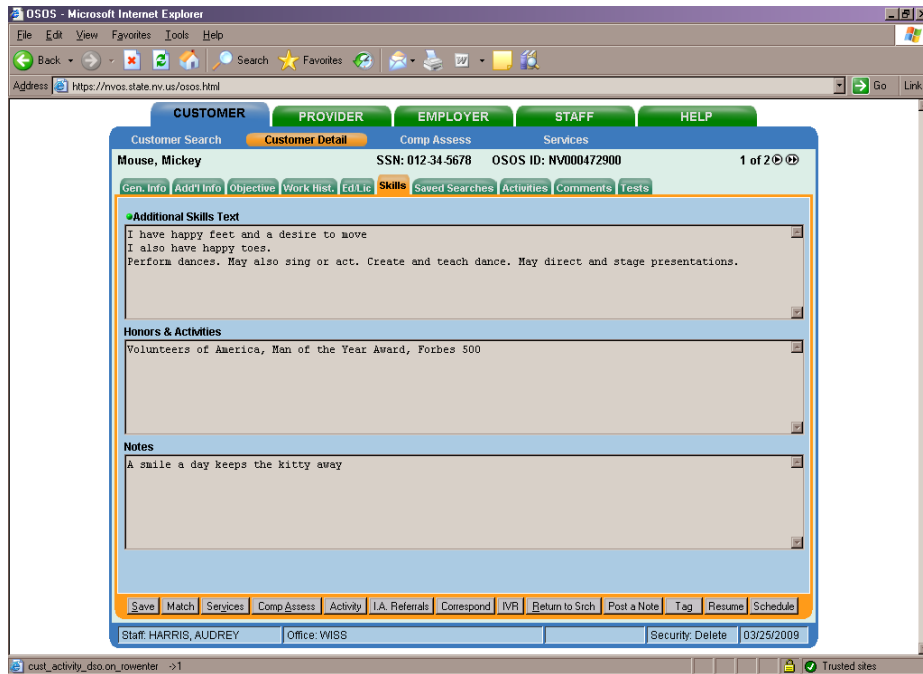 OSOS - Microsoft Internet Explorer
File Edit View Favorites Tools Help
Back Search Favorites
Address https://nvos.state.nv.us/osos.html Go Link
CUSTOMER PROVIDER EMPLOYER STAFF HELP
Customer Search Customer Detail Comp Assess Services
Mouse, Mickey SSN: 012-34-5678 OSOS ID: NV000472900 1 of 2
Gen. Info Add'l Info Objective Work Hist. Ed/Lic Skills Saved Searches Activities Comments Tests
Additional Skills Text
I have happy feet and a desire to move
I also have happy toes.
Perform dances. May also sing or act. Create and teach dance. May direct and stage presentations.
Honors & Activities
Volunteers of America, Man of the Year Award, Forbes 500
Notes
A smile a day keeps the kitty away
Save Match Services Comp Assess Activity I.A. Referrals Correspond IVR Return to Srch Post a Note Tag Resume Schedule
Staff: HARRIS, AUDREY Office: WISS Security: Delete 03/25/2009
cust_activity_dso.on_rowenter ->1 Trusted sites